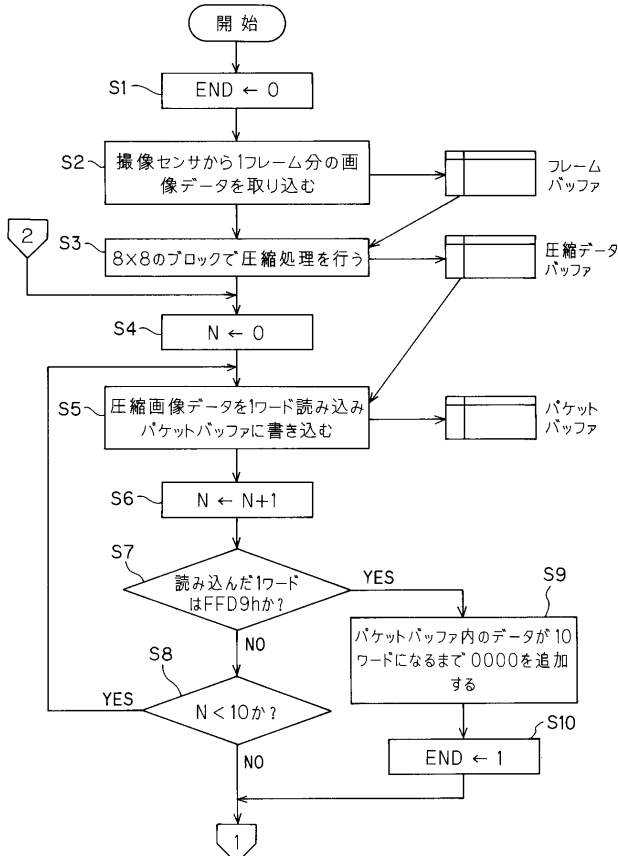 開始
S1
END ← 0
S2
撮像センサから1フレーム分の画
像データを取り込む
フレーム
バッファ
2
S3
8×8のブロックで圧縮処理を行う
圧縮データ
バッファ
S4
N ← 0
S5
圧縮画像データを1ワード読み込み
パケットバッファに書き込む
パケット
バッファ
S6
N ← N+1
S7
読み込んだ1ワード
はFFD9hか?
YES
NO
S9
パケットバッファ内のデータが10
ワードになるまで0000を追加
する
S8
N<10か?
YES
NO
S10
END ← 1
1